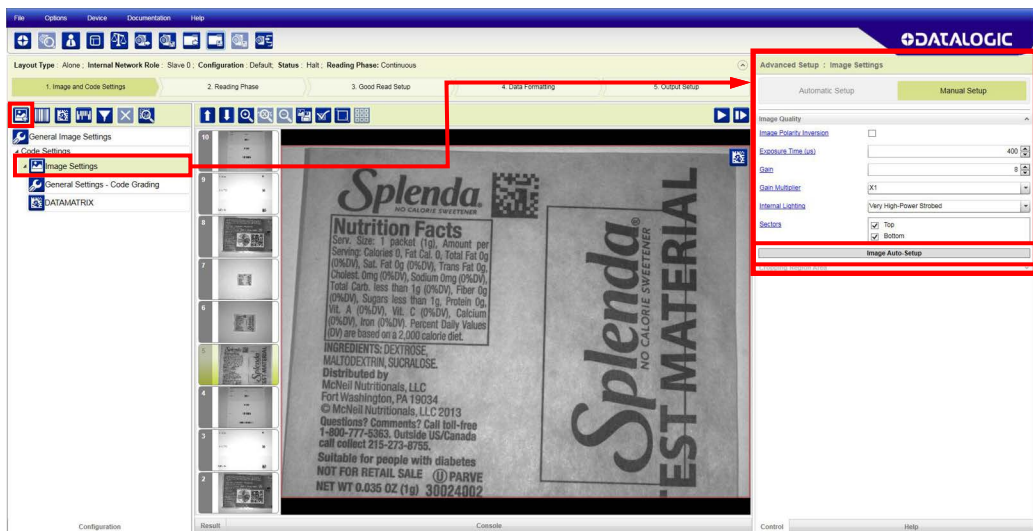 File Options Device Documentation Help
DATALOGIC
Layout Type : Alone ; Internal Network Role : Slave 0 ; Configuration : Default; Status : Halt ; Reading Phase: Continuous
1. Image and Code Settings
2. Reading Phase
3. Good Read Setup
4. Data Formatting
5. Output Setup
General Image Settings
Code Settings
Image Settings
General Settings - Code Grading
DATAMATRIX
Configuration
10
9
8
7
6
5
4
3
2
Splenda®
NO CALORIE SWEETENER
Nutrition Facts
Serv. Size: 1 packet (1g), Amount per
Serving: Calories 0, Fat Cal. 0, Total Fat 0g
(0%DV), Sat. Fat 0g (0%DV), Trans Fat 0g,
Cholest. 0mg (0%DV), Sodium 0mg (0%DV),
Total Carb. less than 1g (0%DV), Fiber 0g
(0%DV), Sugars less than 1g, Protein 0g,
Vit. A (0%DV), Vit. C (0%DV), Calcium
(0%DV), Iron (0%DV). Percent Daily Values
(DV) are based on a 2,000 calorie diet.
INGREDIENTS: DEXTROSE,
MALTODEXTRIN, SUCRALOSE.
Distributed by
McNeil Nutritionals, LLC
Fort Washington, PA 19034
© McNeil Nutritionals, LLC 2013
Questions? Comments? Call toll-free
1-800-777-5363. Outside US/Canada
call collect 215-273-8755.
Suitable for people with diabetes
NOT FOR RETAIL SALE Ⓤ PARVE
NET WT 0.035 OZ (1g) 30024002
Splenda®
NO CALORIE SWEETENER
EST MATERIAL
Result
Console
Advanced Setup : Image Settings
Automatic Setup
Manual Setup
Image Quality
Image Polarity Inversion
Exposure Time (us) 400
Gain 8
Gain Multiplier X1
Internal Lighting Very High-Power Strobed
Sectors Top
Bottom
Image Auto-Setup
Control
Help